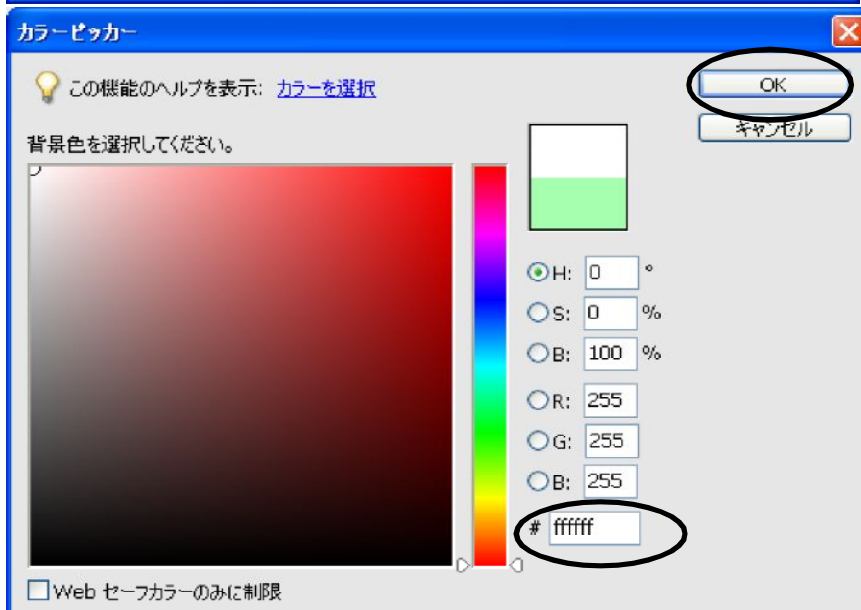 カラーピッカー
この機能のヘルプを表示: カラーを選択
OK
キャンセル
背景色を選択してください。
H: 0 °
S: 0 %
B: 100 %
R: 255
G: 255
B: 255
# ffffff
Web セーフカラーのみに制限